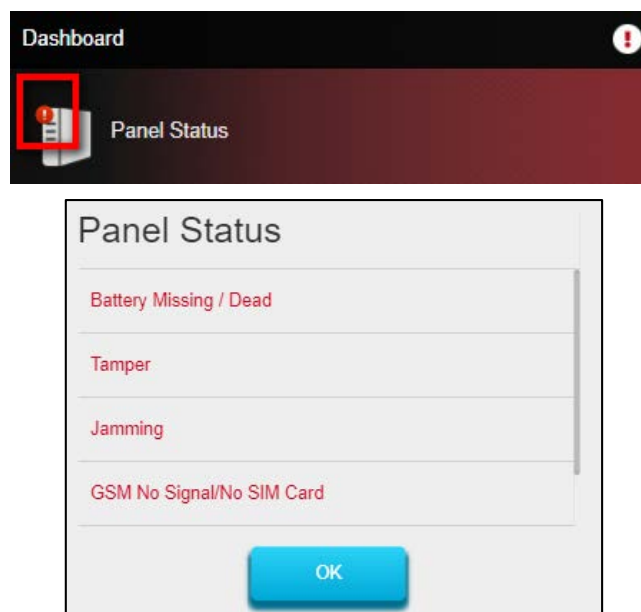 Dashboard
Panel Status
Panel Status
Battery Missing / Dead
Tamper
Jamming
GSM No Signal/No SIM Card
OK